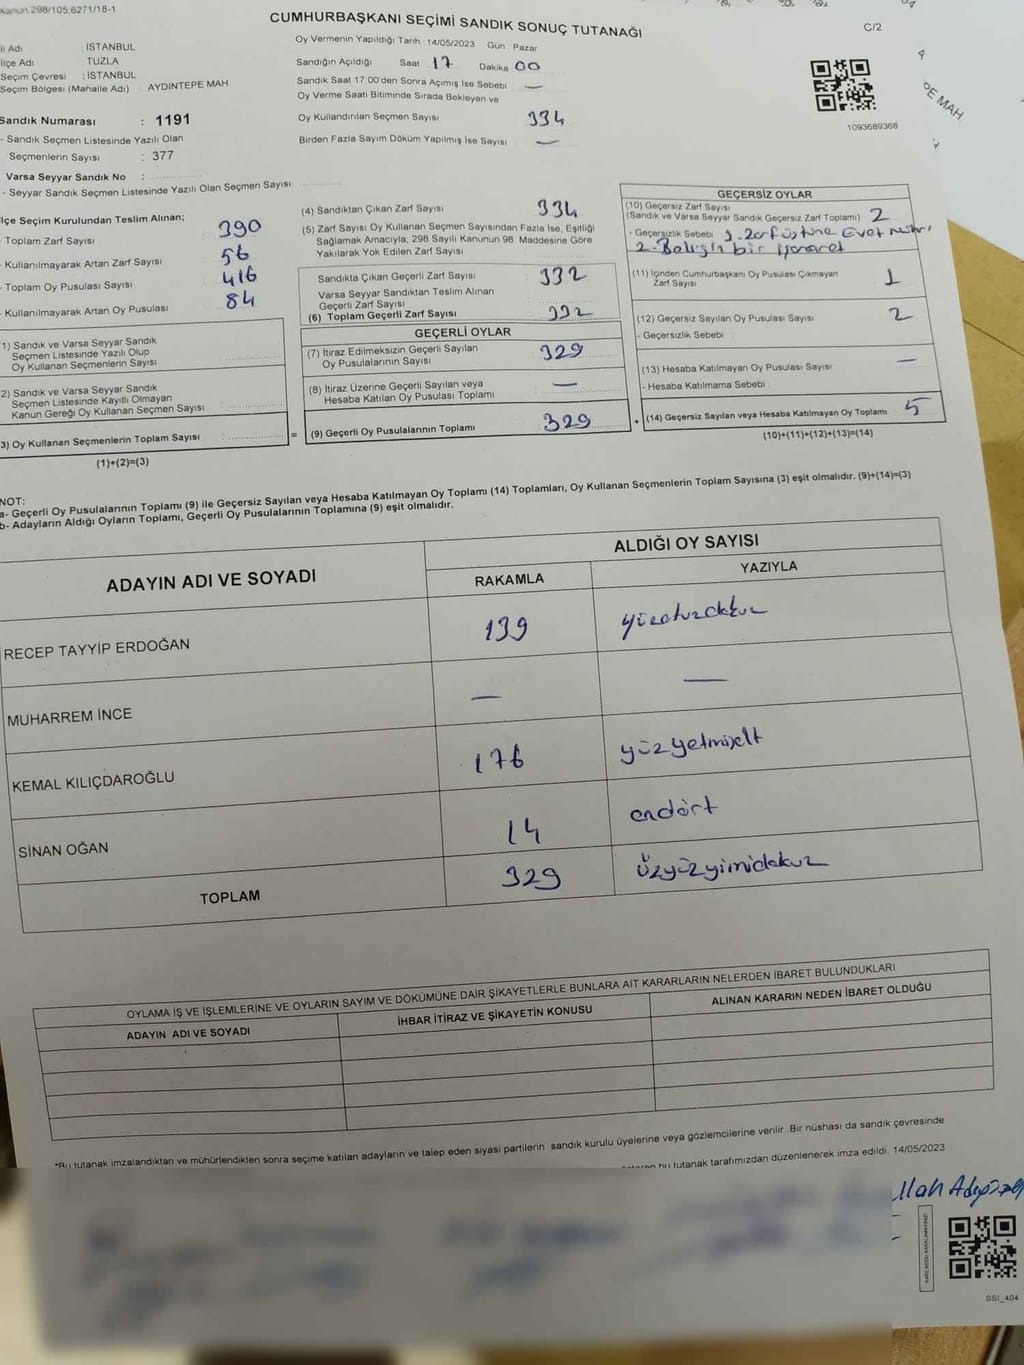 Kanun 298/105,6271/18-1
CUMHURBAŞKANI SEÇİMİ SANDIK SONUÇ TUTANAĞI
C/2
İl Adı : İSTANBUL
İlçe Adı : TUZLA
Seçim Çevresi : İSTANBUL
Seçim Bölgesi (Mahalle Adı) AYDINTEPE MAH
Sandık Numarası : 1191
- Sandık Seçmen Listesinde Yazılı Olan
Seçmenlerin Sayısı : 377
Varsa Seyyar Sandık No :
- Seyyar Sandık Seçmen Listesinde Yazılı Olan Seçmen Sayısı
Oy Vermenin Yapıldığı Tarih :14/05/2023 Gün : Pazar
Sandığın Açıldığı Saat 17 Dakika 00
Sandık Saat 17:00'den Sonra Açımış İse Sebebi —
Oy Verme Saati Bitiminde Sırada Bekleyen ve
Oy Kullandırılan Seçmen Sayısı 334
Birden Fazla Sayım Döküm Yapılmış İse Sayısı —
1093689366
PE MAH
İlçe Seçim Kurulundan Teslim Alınan;
- Toplam Zarf Sayısı 390
- Kullanılmayarak Artan Zarf Sayısı 56
- Toplam Oy Pusulası Sayısı 416
- Kullanılmayarak Artan Oy Pusulası 84
(1) Sandık ve Varsa Seyyar Sandık
Seçmen Listesinde Yazılı Olup
Oy Kullanan Seçmenlerin Sayısı
(2) Sandık ve Varsa Seyyar Sandık
Seçmen Listesinde Kayıtlı Olmayan
Kanun Gereği Oy Kullanan Seçmen Sayısı
(3) Oy Kullanan Seçmenlerin Toplam Sayısı
(1)+(2)=(3)
(4) Sandıktan Çıkan Zarf Sayısı 334
(5) Zarf Sayısı Oy Kullanan Seçmen Sayısından Fazla İse, Eşitliği
Sağlamak Amacıyla; 298 Sayılı Kanunun 98. Maddesine Göre
Yakılarak Yok Edilen Zarf Sayısı
Sandıkta Çıkan Geçerli Zarf Sayısı 332
Varsa Seyyar Sandıktan Teslim Alınan
Geçerli Zarf Sayısı
(6) Toplam Geçerli Zarf Sayısı 332
GEÇERLİ OYLAR
(7) İtiraz Edilmeksizin Geçerli Sayılan
Oy Pusulalarının Sayısı 329
(8) İtiraz Üzerine Geçerli Sayılan veya
Hesaba Katılan Oy Pusulası Toplamı —
= (9) Geçerli Oy Pusulalarının Toplamı 329
GEÇERSİZ OYLAR
(10) Geçersiz Zarf Sayısı
(Sandık ve Varsa Seyyar Sandık Geçersiz Zarf Toplamı) 2
- Geçersizlik Sebebi 1. Zarf üstüne Evet mührü
2- Belirgin bir işaret
(11) İçinden Cumhurbaşkanı Oy Pusulası Çıkmayan
Zarf Sayısı 1
(12) Geçersiz Sayılan Oy Pusulası Sayısı 2
- Geçersizlik Sebebi :
(13) Hesaba Katılmayan Oy Pusulası Sayısı —
- Hesaba Katılmama Sebebi :
+ (14) Geçersiz Sayılan veya Hesaba Katılmayan Oy Toplamı 5
(10)+(11)+(12)+(13)=(14)
NOT:
a- Geçerli Oy Pusulalarının Toplamı (9) ile Geçersiz Sayılan veya Hesaba Katılmayan Oy Toplamı (14) Toplamları, Oy Kullanan Seçmenlerin Toplam Sayısına (3) eşit olmalıdır. (9)+(14)=(3)
b- Adayların Aldığı Oyların Toplamı, Geçerli Oy Pusulalarının Toplamına (9) eşit olmalıdır.
ADAYIN ADI VE SOYADI
ALDIĞI OY SAYISI
RAKAMLA YAZIYLA
RECEP TAYYİP ERDOĞAN 139 yüzotuzdokuz
MUHARREM İNCE — —
KEMAL KILIÇDAROĞLU 176 yüzyetmişaltı
SİNAN OĞAN 14 ondört
TOPLAM 329 üzyüzyimidokuz
OYLAMA İŞ VE İŞLEMLERİNE VE OYLARIN SAYIM VE DÖKÜMÜNE DAİR ŞİKAYETLERLE BUNLARA AİT KARARLARIN NELERDEN İBARET BULUNDUKLARI
ADAYIN ADI VE SOYADI İHBAR İTİRAZ VE ŞİKAYETİN KONUSU ALINAN KARARIN NEDEN İBARET OLDUĞU
*Bu tutanak imzalandıktan ve mühürlendikten sonra seçime katılan adayların ve talep eden siyasi partilerin sandık kurulu üyelerine veya gözlemcilerine verilir .Bir nüshası da sandık çevresinde
bu tutanak tarafımızdan düzenlenerek imza edildi. 14/05/2023
SSI_404